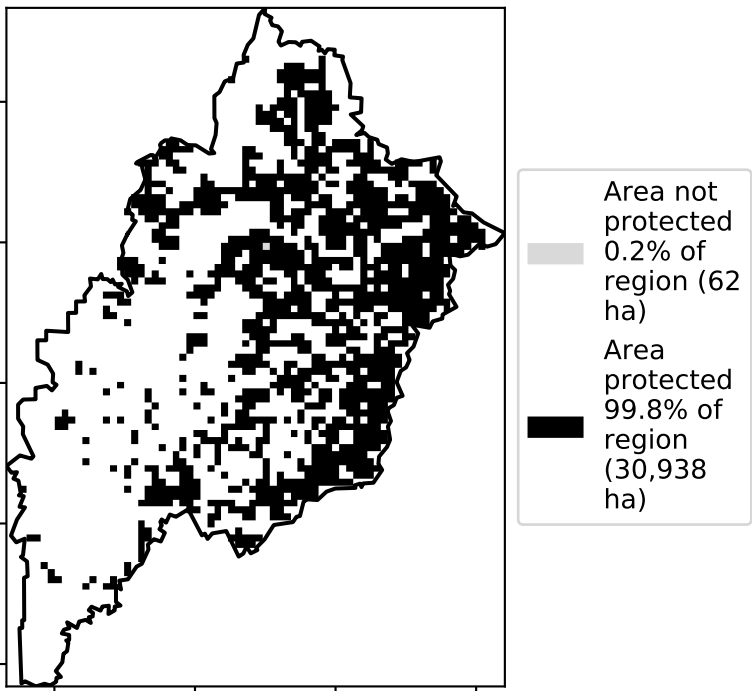 Area not
protected
0.2% of
region (62
ha)
Area
protected
99.8% of
region
(30,938
ha)